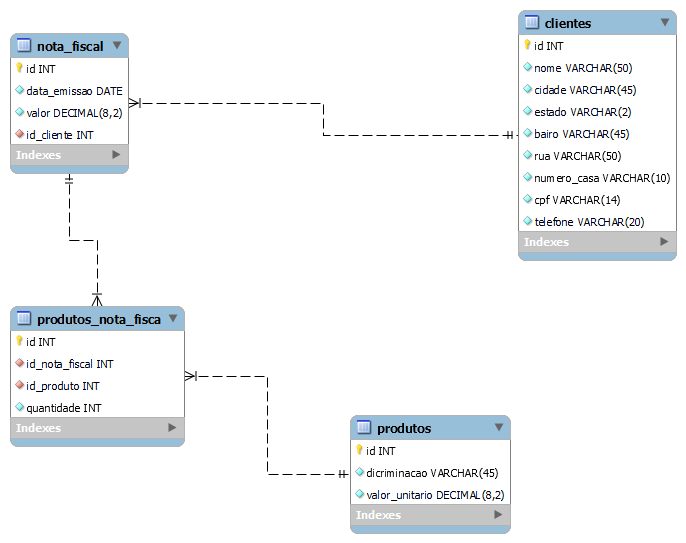 nota_fiscal
id INT
data_emissao DATE
valor DECIMAL(8,2)
id_cliente INT
Indexes
clientes
id INT
nome VARCHAR(50)
cidade VARCHAR(45)
estado VARCHAR(2)
bairo VARCHAR(45)
rua VARCHAR(50)
numero_casa VARCHAR(10)
cpf VARCHAR(14)
telefone VARCHAR(20)
Indexes
produtos_nota_fisca
id INT
id_nota_fiscal INT
id_produto INT
quantidade INT
Indexes
produtos
id INT
dicriminacao VARCHAR(45)
valor_unitario DECIMAL(8,2)
Indexes